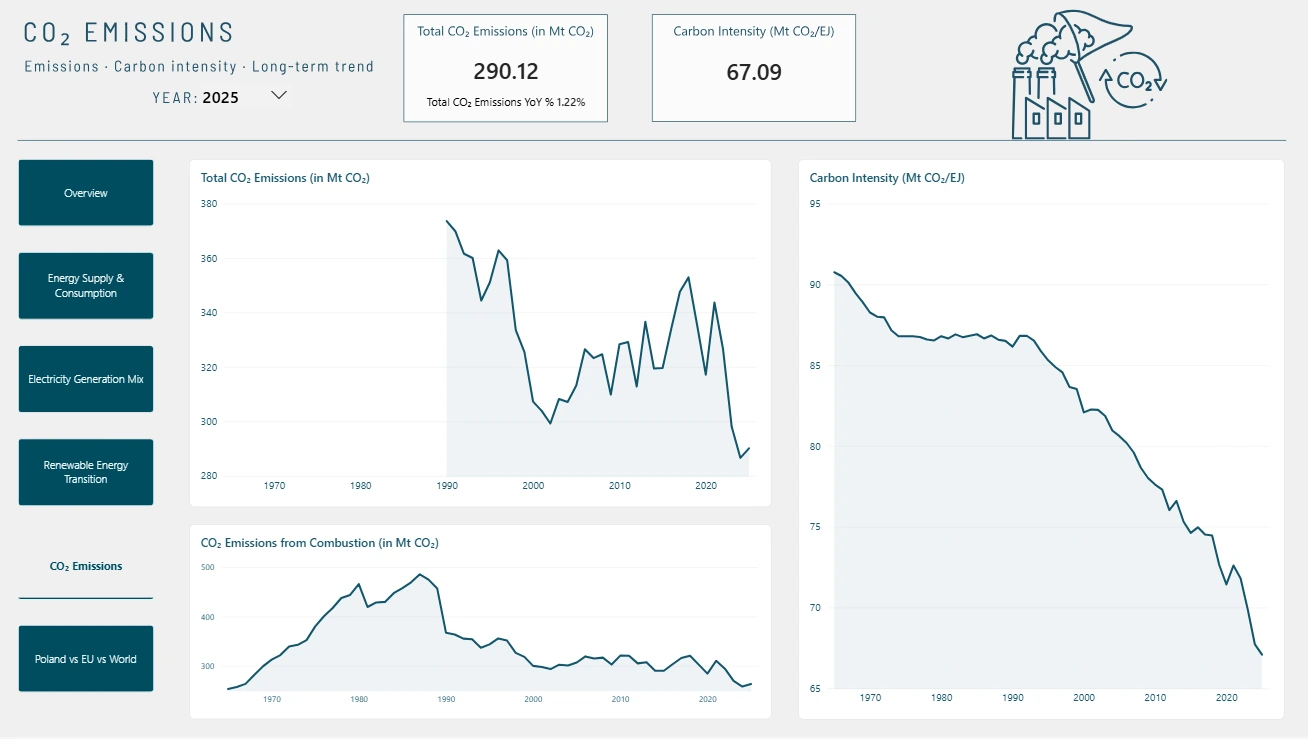 CO₂ EMISSIONS
Emissions · Carbon intensity · Long-term trend
YEAR: 2025
Total CO₂ Emissions (in Mt CO₂)
290.12
Total CO₂ Emissions YoY % 1.22%
Carbon Intensity (Mt CO₂/EJ)
67.09
CO₂
Overview
Energy Supply &
Consumption
Electricity Generation Mix
Renewable Energy
Transition
CO₂ Emissions
Poland vs EU vs World
Total CO₂ Emissions (in Mt CO₂)
380
360
340
320
300
280
1970 1980 1990 2000 2010 2020
CO₂ Emissions from Combustion (in Mt CO₂)
500
400
300
1970 1980 1990 2000 2010 2020
Carbon Intensity (Mt CO₂/EJ)
95
90
85
80
75
70
65
1970 1980 1990 2000 2010 2020